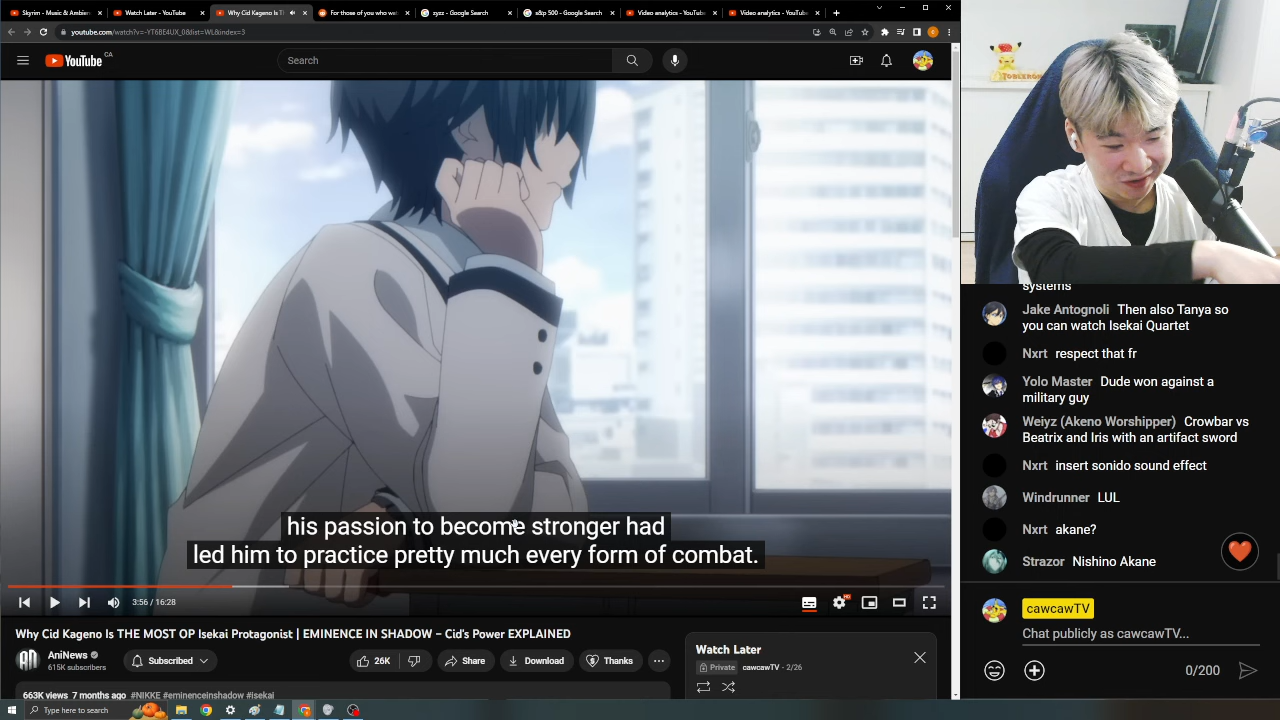 Skyrim - Music & Ambien
Watch Later - YouTube
Why Cid Kageno Is T
For those of you who wat
zyzz - Google Search
s&p 500 - Google Search
Video analytics - YouTube
Video analytics - YouTube
youtube.com/watch?v=-YT6BE4UX_0&list=WL&index=3
YouTube CA
Search
his passion to become stronger had
led him to practice pretty much every form of combat.
3:56 / 16:28
HD
Why Cid Kageno Is THE MOST OP Isekai Protagonist | EMINENCE IN SHADOW – Cid's Power EXPLAINED
AniNews
615K subscribers
Subscribed
26K
Share
Download
Thanks
663K views 7 months ago #NIKKE #eminenceinshadow #isekai
Watch Later
Private cawcawTV - 2/26
Type here to search
systems
Jake Antognoli Then also Tanya so
you can watch Isekai Quartet
Nxrt respect that fr
Yolo Master Dude won against a
military guy
Weiyz (Akeno Worshipper) Crowbar vs
Beatrix and Iris with an artifact sword
Nxrt insert sonido sound effect
Windrunner LUL
Nxrt akane?
Strazor Nishino Akane
cawcawTV
Chat publicly as cawcawTV...
0/200